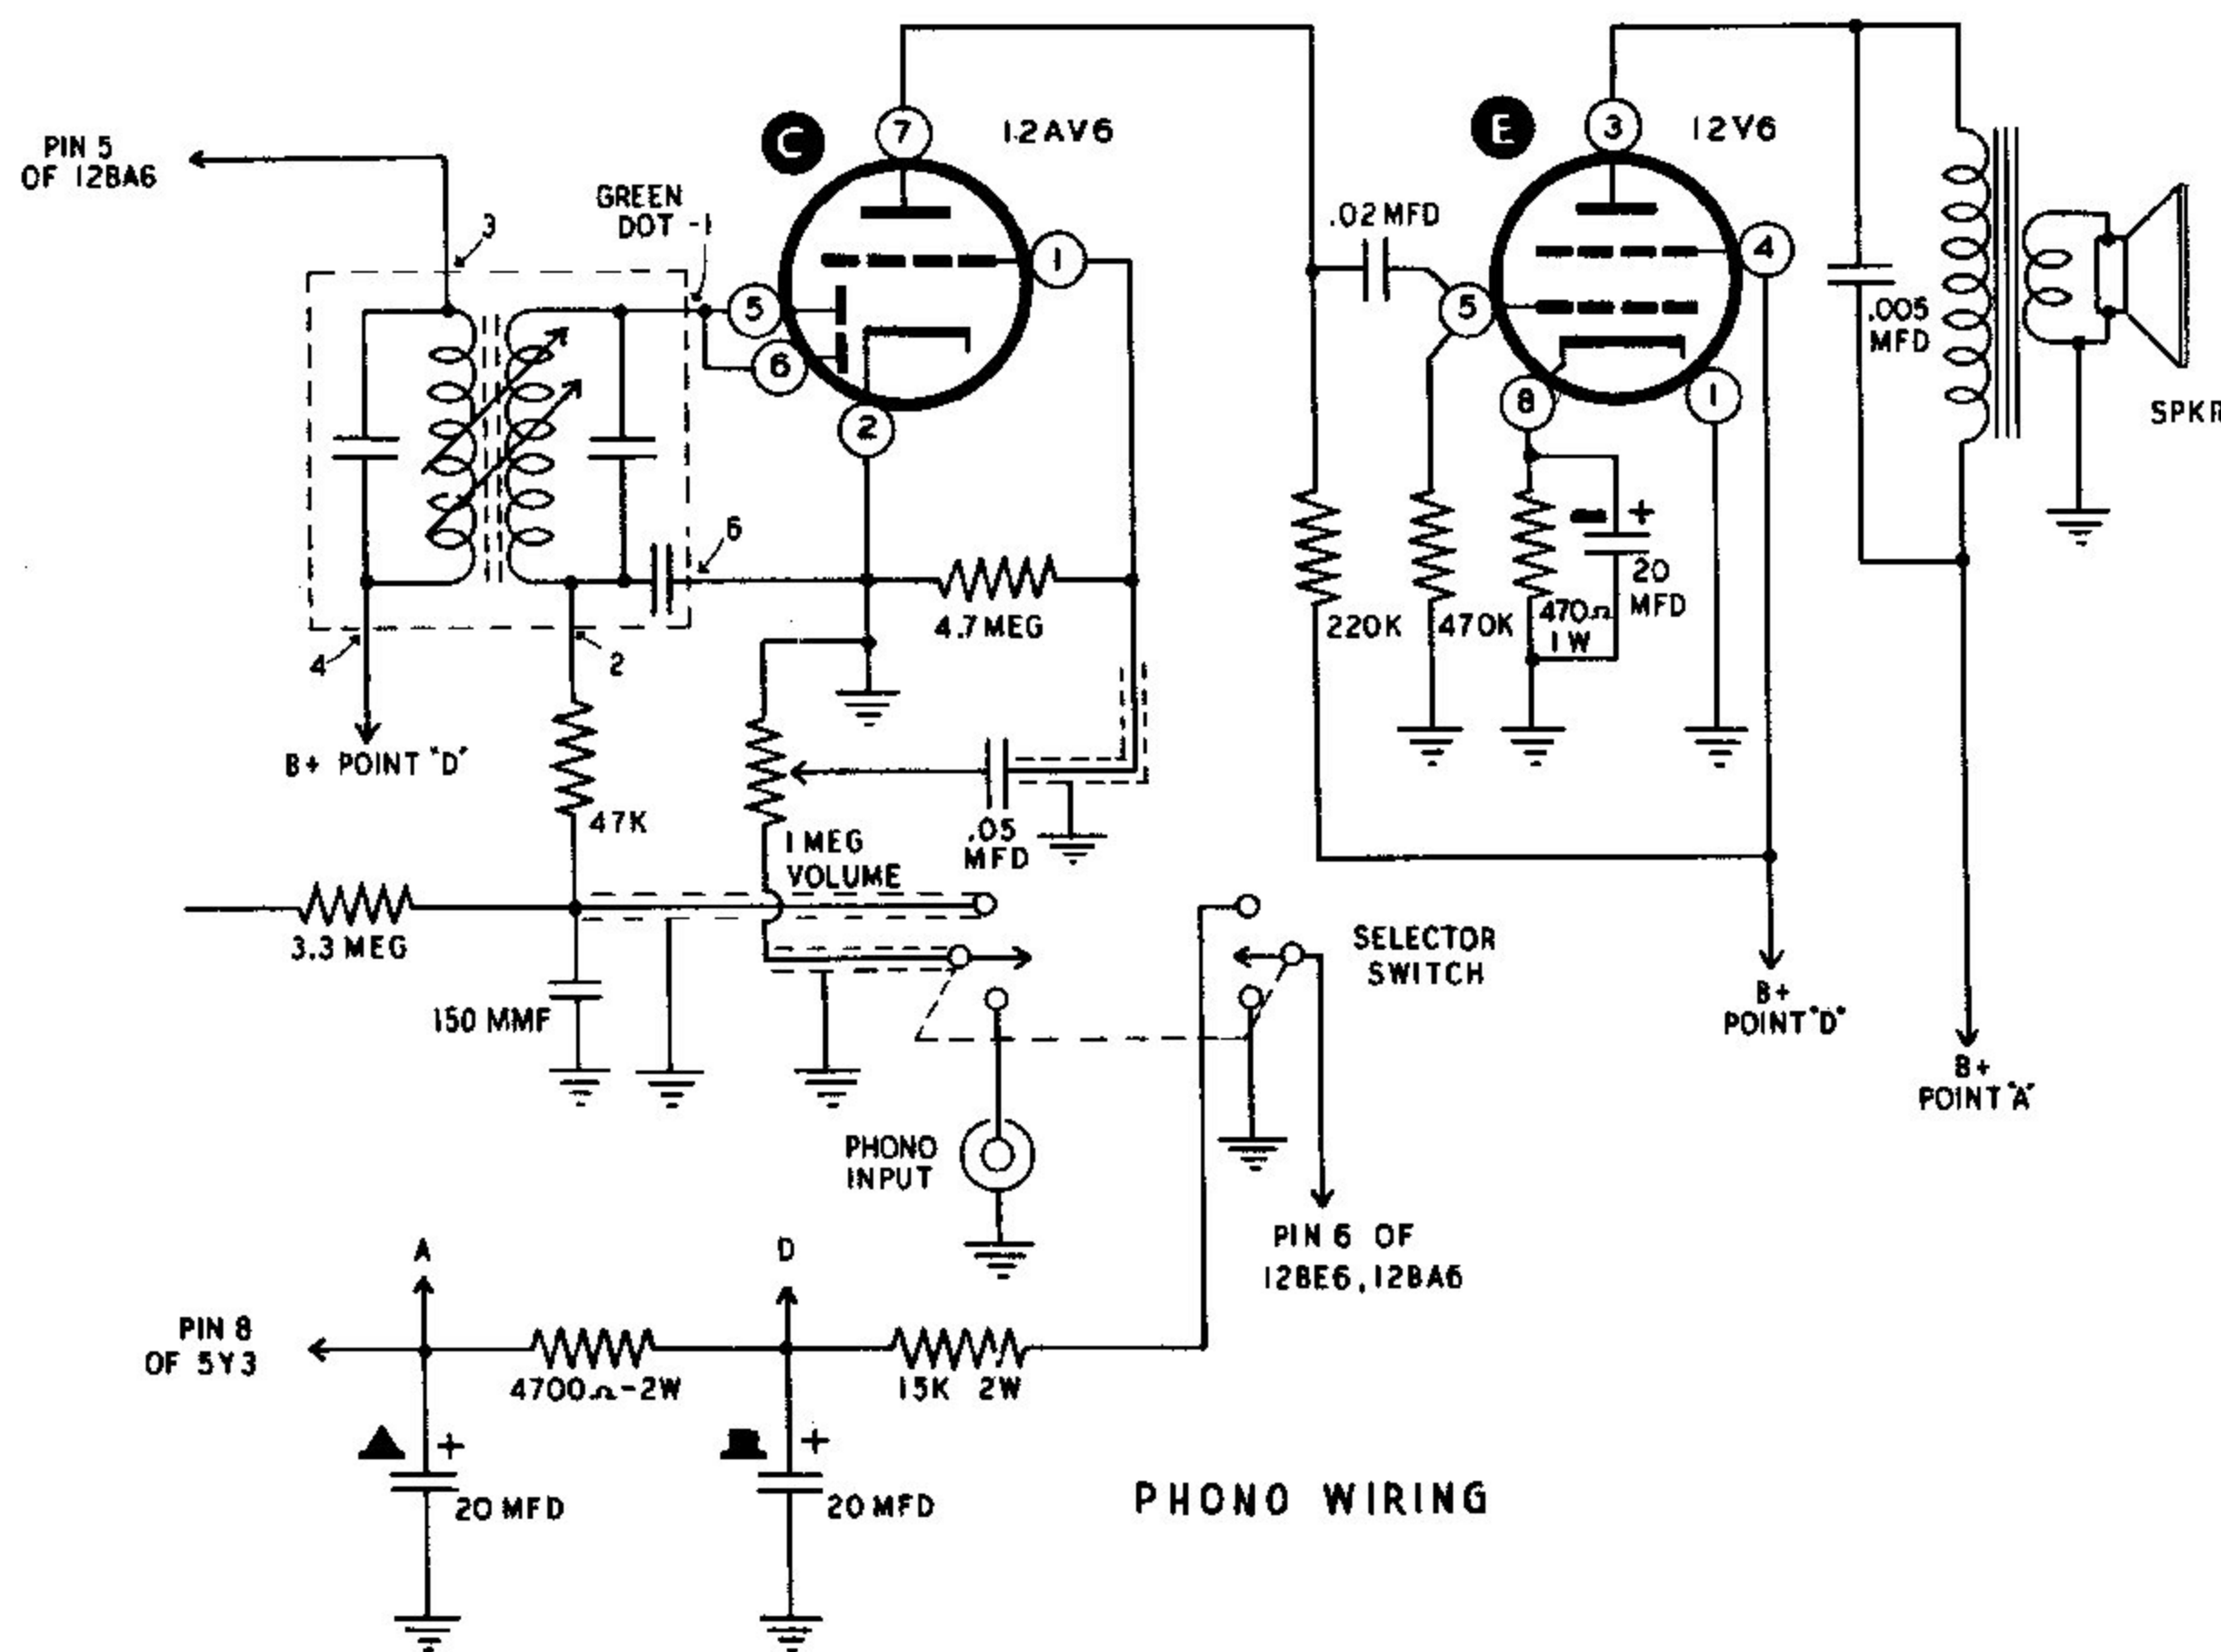 PIN 5
OF 12BA6
3
GREEN
DOT -1
C
7
12AV6
1
5
6
2
6
4.7 MEG
4
2
B+ POINT "D"
47K
1 MEG
VOLUME
.05
MFD
3.3 MEG
150 MMF
.02 MFD
E
3
12V6
4
5
8
1
.005
MFD
SPKR
220K
470K
470Ω
1 W
+
20
MFD
SELECTOR
SWITCH
B+
POINT "D"
B+
POINT "A"
PHONO
INPUT
PIN 6 OF
12BE6, 12BA6
A
D
PIN 8
OF 5Y3
4700Ω-2W
15K 2W
+
20 MFD
+
20 MFD
PHONO WIRING